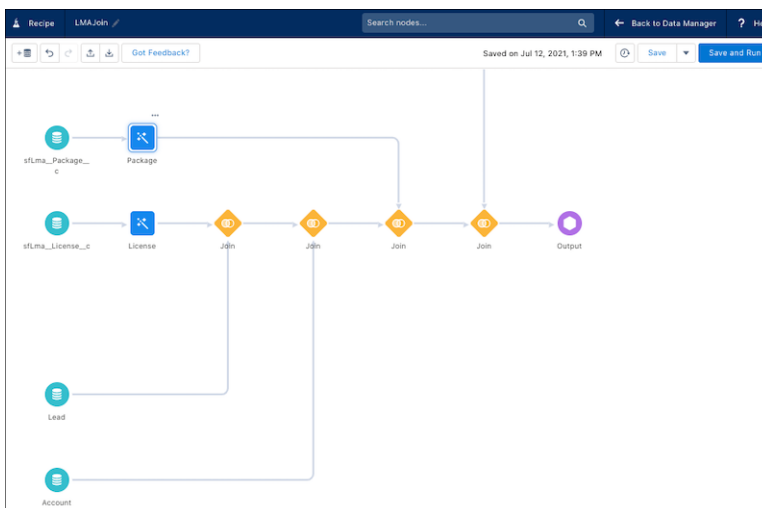 Recipe
LMAJoin
Search nodes...
Back to Data Manager
?
Got Feedback?
Saved on Jul 12, 2021, 1:39 PM
Save
Save and Run
...
sfLma__Package__
c
Package
sfLma__License__c
License
Join
Join
Join
Join
Output
Lead
Account